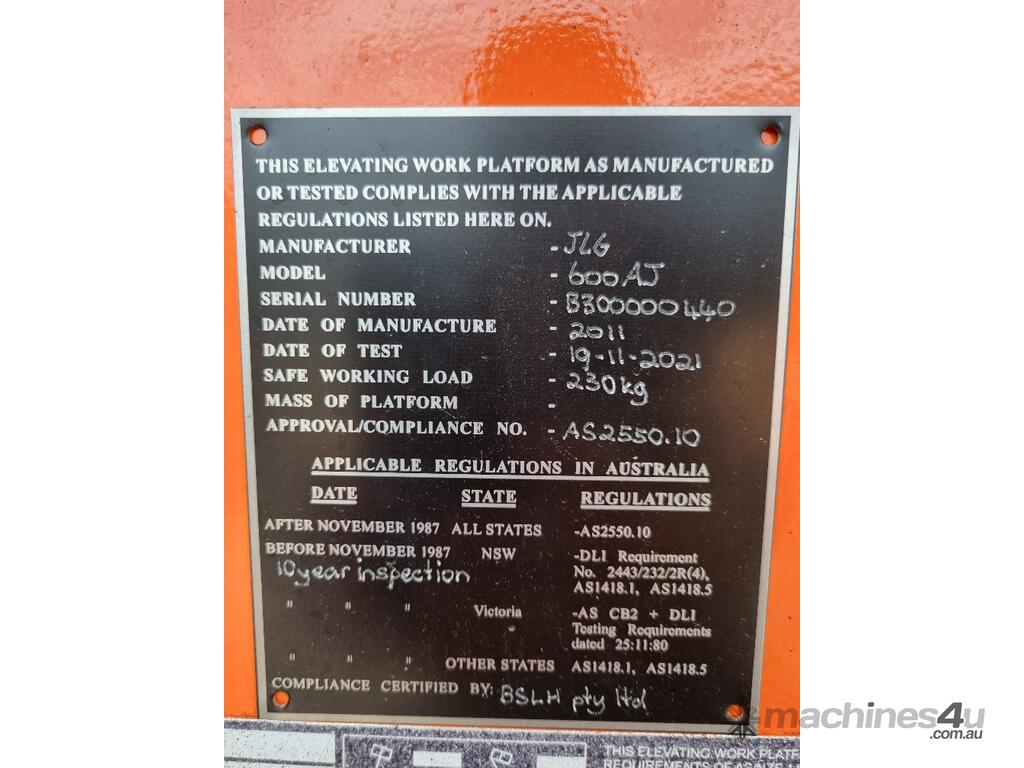 THIS ELEVATING WORK PLATFORM AS MANUFACTURED
OR TESTED COMPLIES WITH THE APPLICABLE
REGULATIONS LISTED HERE ON.
MANUFACTURER - JLG
MODEL - 600AJ
SERIAL NUMBER - B300000440
DATE OF MANUFACTURE - 2011
DATE OF TEST - 19-11-2021
SAFE WORKING LOAD - 230kg
MASS OF PLATFORM -
APPROVAL/COMPLIANCE NO. - AS2550.10
APPLICABLE REGULATIONS IN AUSTRALIA
DATE STATE REGULATIONS
AFTER NOVEMBER 1987 ALL STATES -AS2550.10
BEFORE NOVEMBER 1987 NSW -DLI Requirement
10 year inspection No. 2443/232/2R(4),
AS1418.1, AS1418.5
" " " Victoria -AS CB2 + DLI
Testing Requirements
dated 25:11:80
" " " OTHER STATES AS1418.1, AS1418.5
COMPLIANCE CERTIFIED BY: BSLH pty ltd
machines4u
.com.au
THIS ELEVATING WORK